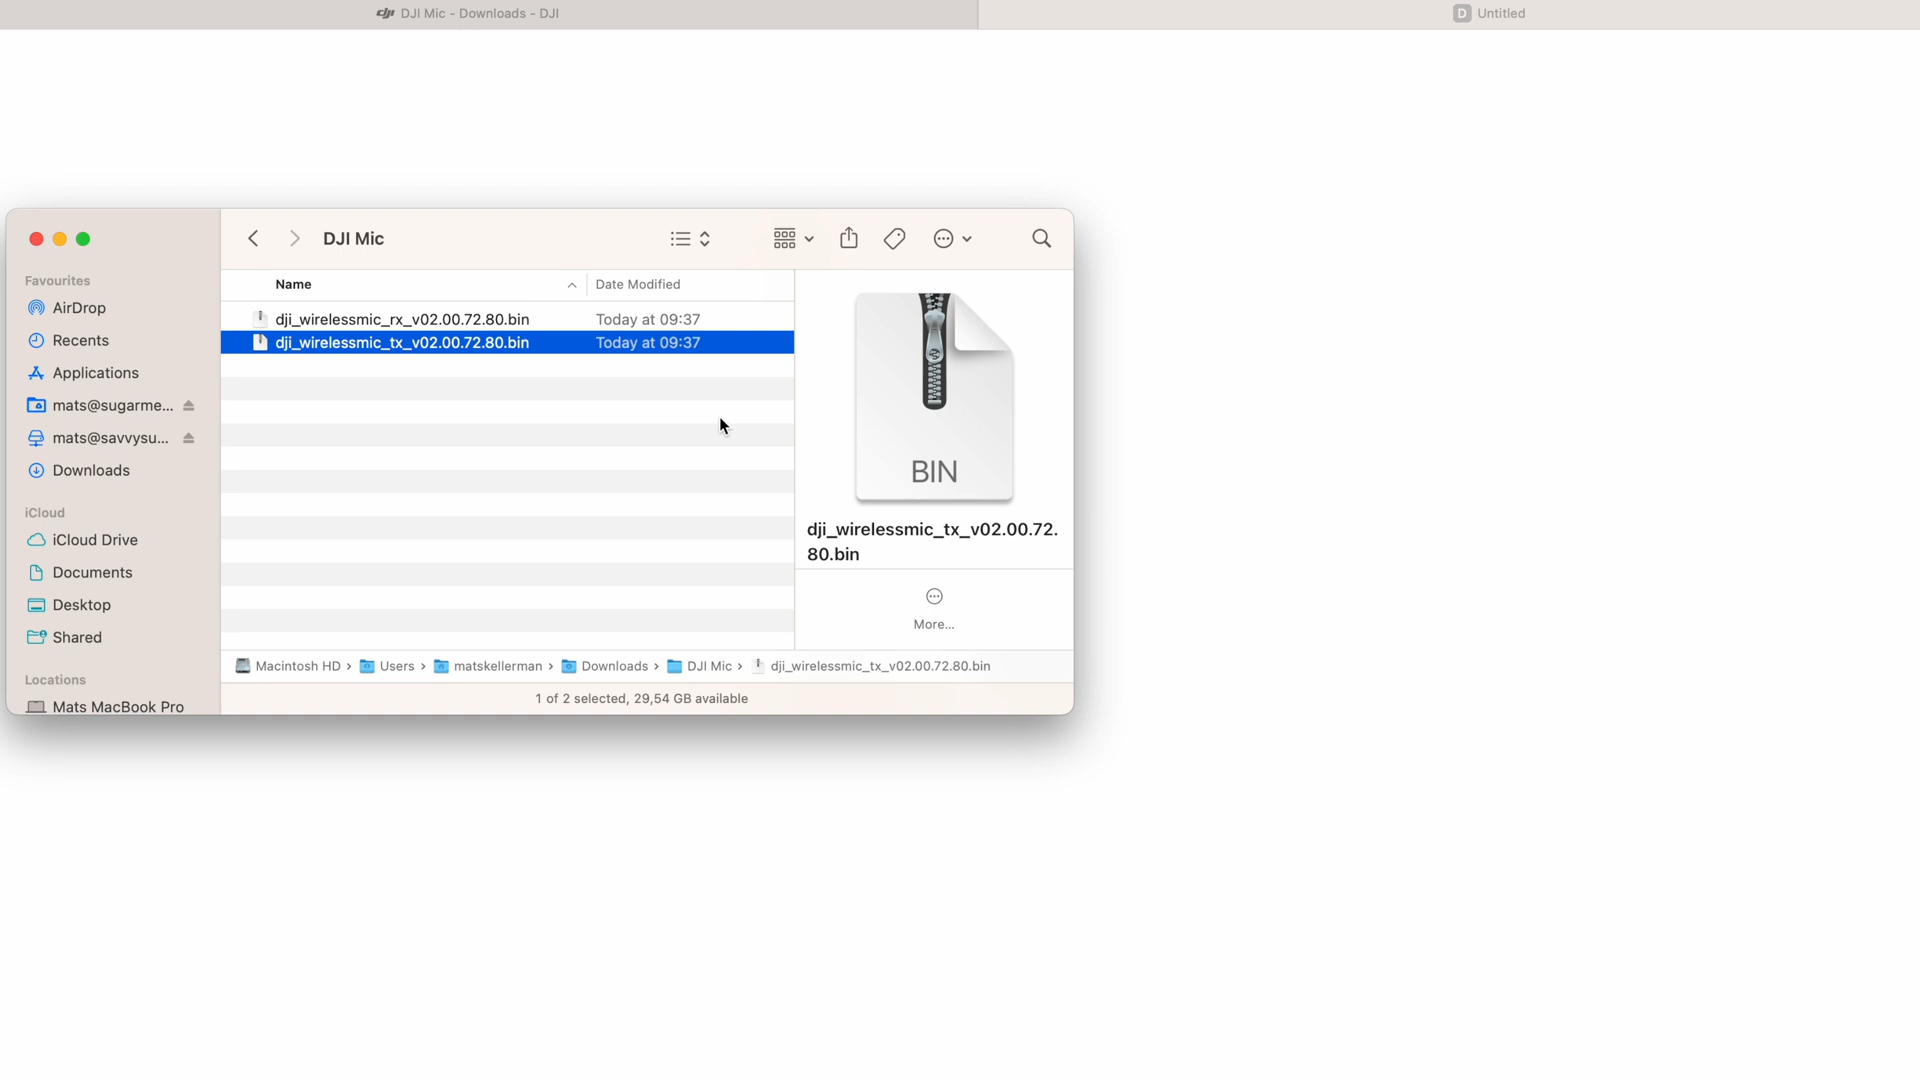 dji DJI Mic - Downloads - DJI
D Untitled
DJI Mic
Favourites
AirDrop
Recents
Applications
mats@sugarme...
mats@savvysu...
Downloads
iCloud
iCloud Drive
Documents
Desktop
Shared
Locations
Mats MacBook Pro
Name Date Modified
dji_wirelessmic_rx_v02.00.72.80.bin Today at 09:37
dji_wirelessmic_tx_v02.00.72.80.bin Today at 09:37
BIN
dji_wirelessmic_tx_v02.00.72.
80.bin
More...
Macintosh HD › Users › matskellerman › Downloads › DJI Mic › dji_wirelessmic_tx_v02.00.72.80.bin
1 of 2 selected, 29,54 GB available